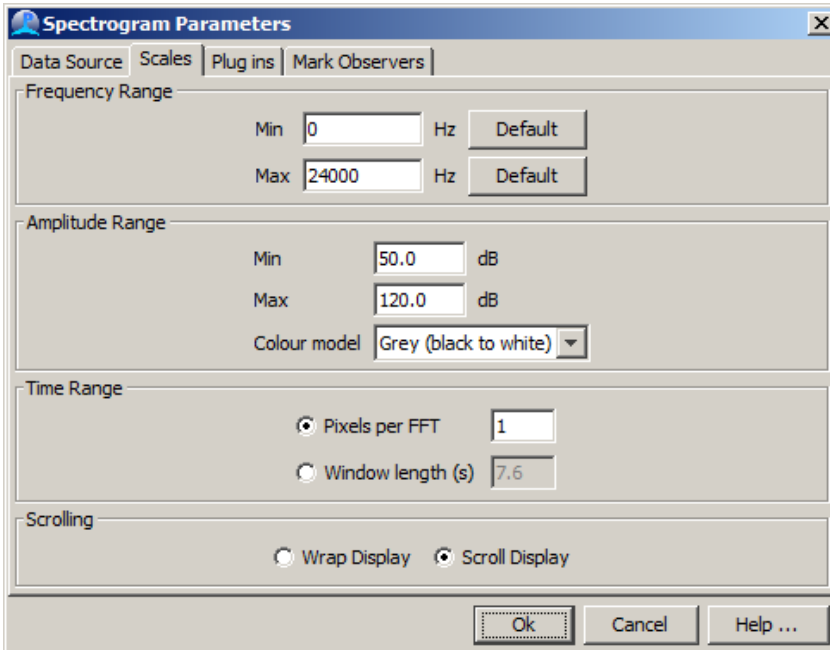 Spectrogram Parameters
Data Source Scales Plug ins Mark Observers
Frequency Range
Min 0 Hz Default
Max 24000 Hz Default
Amplitude Range
Min 50.0 dB
Max 120.0 dB
Colour model Grey (black to white)
Time Range
Pixels per FFT 1
Window length (s) 7.6
Scrolling
Wrap Display Scroll Display
Ok Cancel Help ...